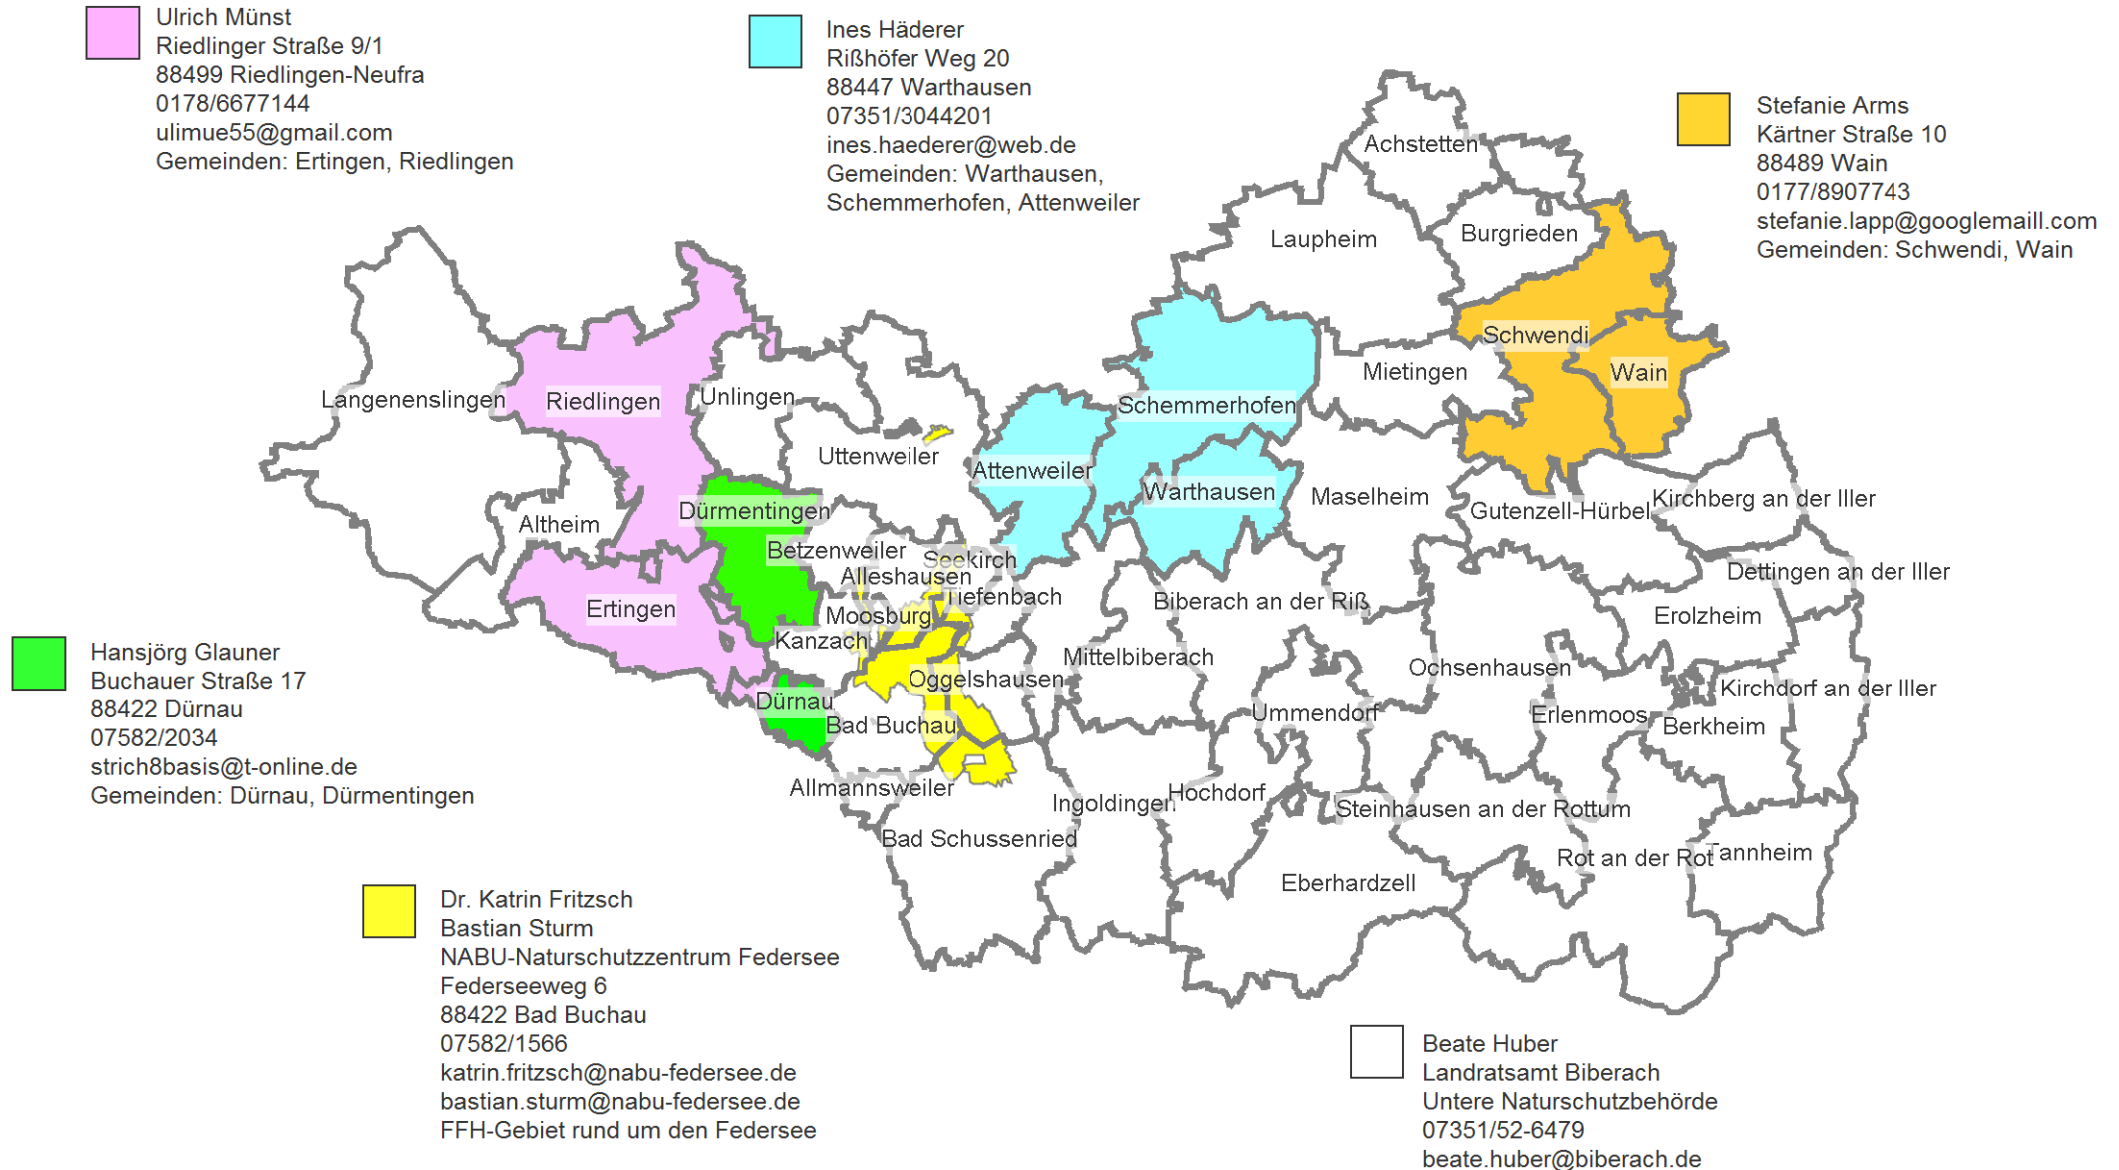 Ulrich Münst
Riedlinger Straße 9/1
88499 Riedlingen-Neufra
0178/6677144
ulimue55@gmail.com
Gemeinden: Ertingen, Riedlingen
Ines Häderer
Rißhöfer Weg 20
88447 Warthausen
07351/3044201
ines.haederer@web.de
Gemeinden: Warthausen,
Schemmerhofen, Attenweiler
Stefanie Arms
Kärtner Straße 10
88489 Wain
0177/8907743
stefanie.lapp@googlemaill.com
Gemeinden: Schwendi, Wain
Achstetten
Laupheim
Burgrieden
Schwendi
Wain
Mietingen
Langenenslingen
Riedlingen
Unlingen
Schemmerhofen
Uttenweiler
Attenweiler
Warthausen
Maselheim
Gutenzell-Hürbel
Kirchberg an der Iller
Altheim
Dürmentingen
Betzenweiler
Seekirch
Alleshausen
Tiefenbach
Dettingen an der Iller
Ertingen
Moosburg
Biberach an der Riß
Erolzheim
Kanzach
Mittelbiberach
Ochsenhausen
Oggelshausen
Kirchdorf an der Iller
Dürnau
Bad Buchau
Ummendorf
Erlenmoos
Berkheim
Allmannsweiler
Ingoldingen
Hochdorf
Steinhausen an der Rottum
Bad Schussenried
Rot an der Rot
Tannheim
Eberhardzell
Hansjörg Glauner
Buchauer Straße 17
88422 Dürnau
07582/2034
strich8basis@t-online.de
Gemeinden: Dürnau, Dürmentingen
Dr. Katrin Fritzsch
Bastian Sturm
NABU-Naturschutzzentrum Federsee
Federseeweg 6
88422 Bad Buchau
07582/1566
katrin.fritzsch@nabu-federsee.de
bastian.sturm@nabu-federsee.de
FFH-Gebiet rund um den Federsee
Beate Huber
Landratsamt Biberach
Untere Naturschutzbehörde
07351/52-6479
beate.huber@biberach.de